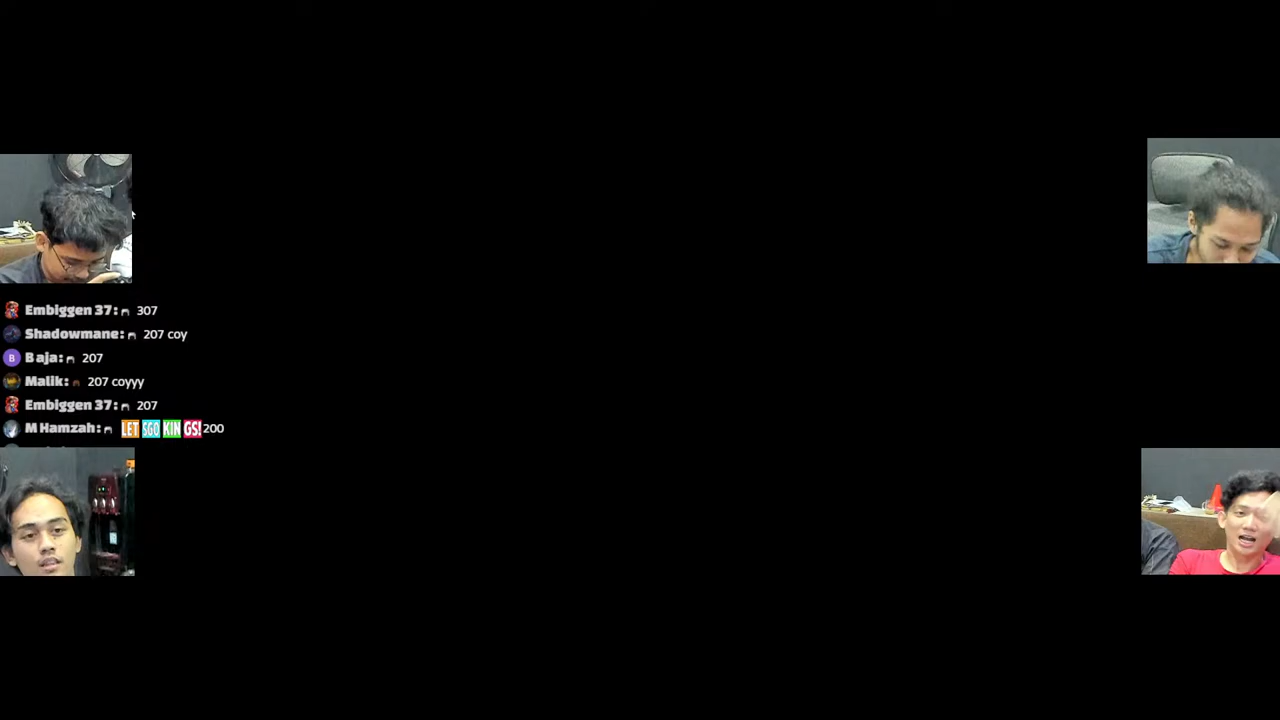 Embiggen 37: 307
Shadowmane: 207 coy
B aja: 207
Malik: 207 coyyy
Embiggen 37: 207
M Hamzah: LET SGO KIN GS! 200